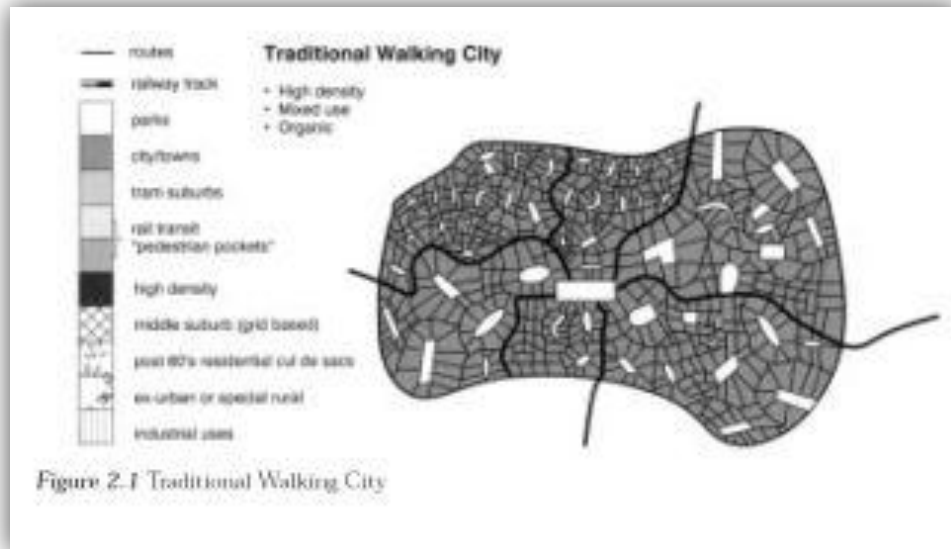 routes
railway track
parks
city/towns
tram suburbs
rail transit
"pedestrian pockets"
high density
middle suburb (grid based)
post 60's residential cul de sacs
ex-urban or special rural
industrial uses
Traditional Walking City
• High density
• Mixed use
• Organic
Figure 2.1 Traditional Walking City